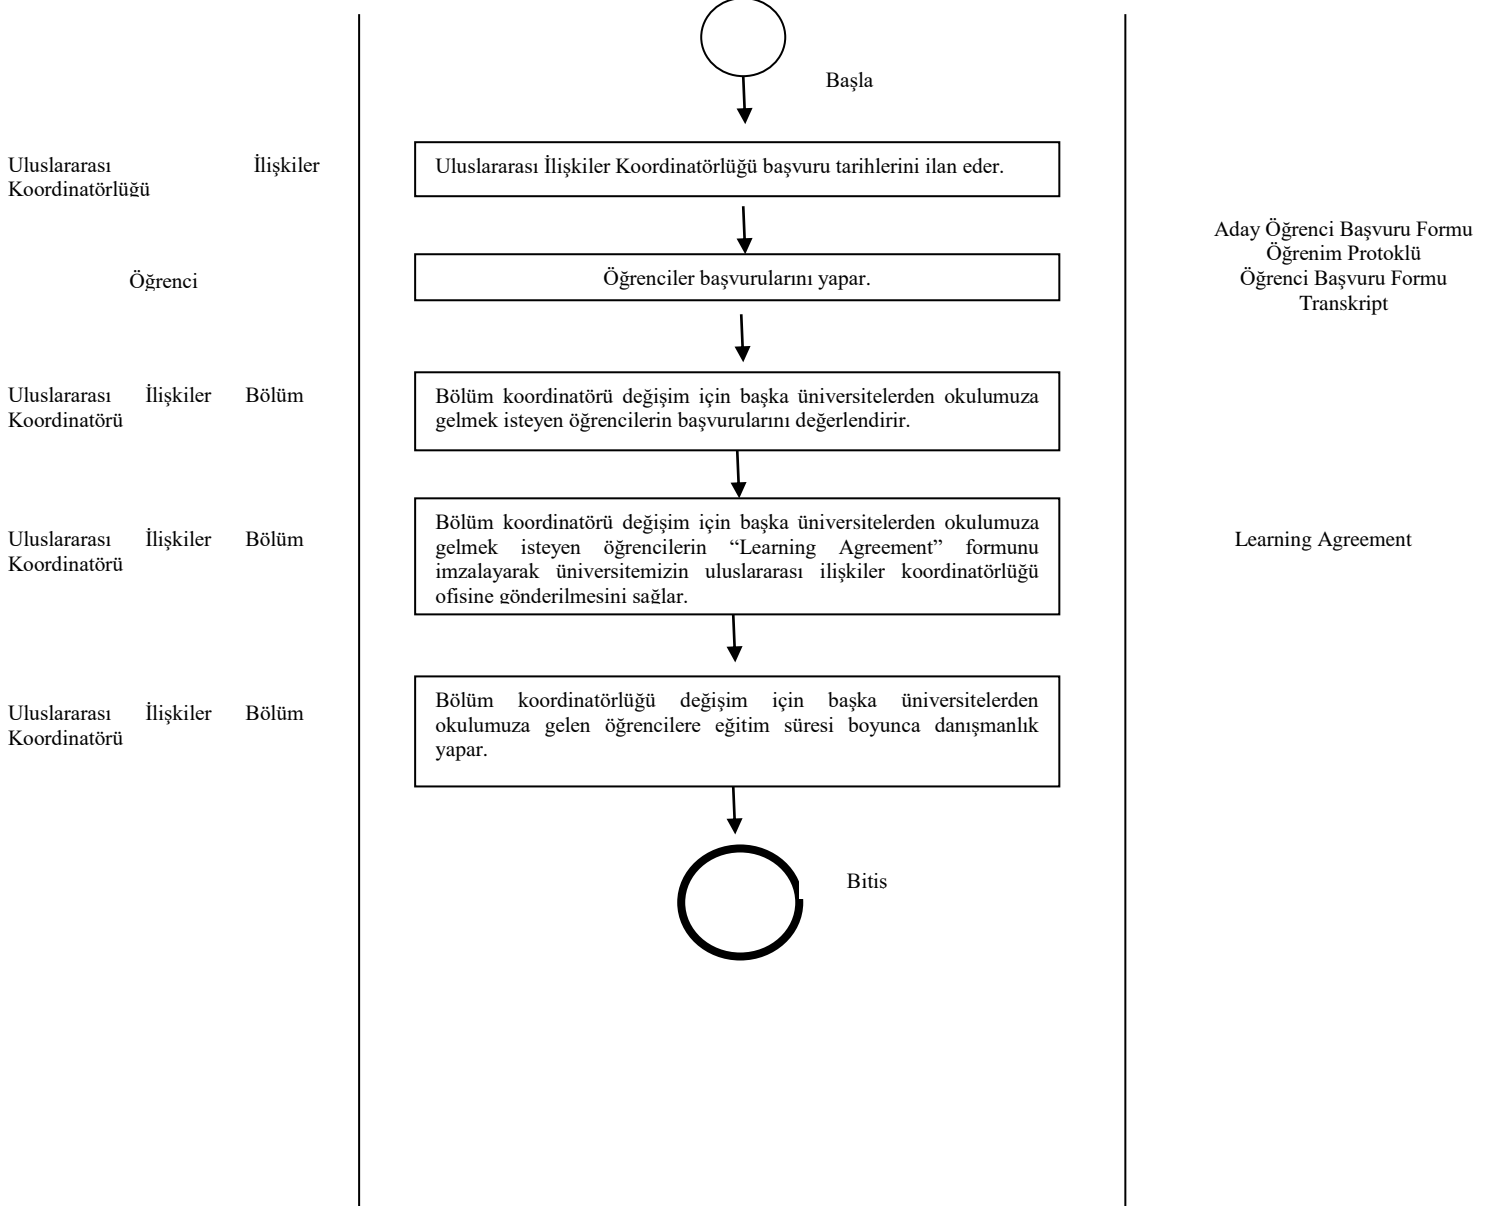 Başla
Uluslararası İlişkiler
Koordinatörlüğü
Uluslararası İlişkiler Koordinatörlüğü başvuru tarihlerini ilan eder.
Öğrenci
Öğrenciler başvurularını yapar.
Aday Öğrenci Başvuru Formu
Öğrenim Protoklü
Öğrenci Başvuru Formu
Transkript
Uluslararası İlişkiler Bölüm
Koordinatörü
Bölüm koordinatörü değişim için başka üniversitelerden okulumuza
gelmek isteyen öğrencilerin başvurularını değerlendirir.
Uluslararası İlişkiler Bölüm
Koordinatörü
Bölüm koordinatörü değişim için başka üniversitelerden okulumuza
gelmek isteyen öğrencilerin “Learning Agreement” formunu
imzalayarak üniversitemizin uluslararası ilişkiler koordinatörlüğü
ofisine gönderilmesini sağlar.
Learning Agreement
Uluslararası İlişkiler Bölüm
Koordinatörü
Bölüm koordinatörlüğü değişim için başka üniversitelerden
okulumuza gelen öğrencilere eğitim süresi boyunca danışmanlık
yapar.
Bitiş